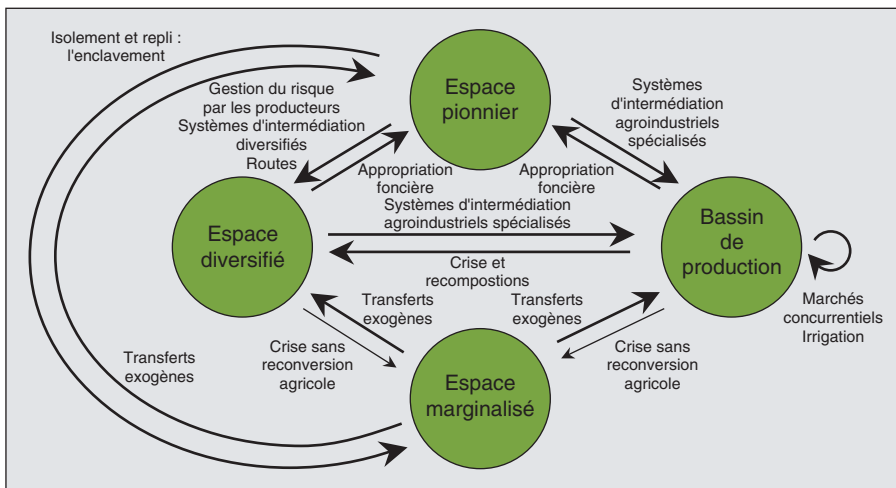 Isolement et repli :
l'enclavement
Gestion du risque
par les producteurs
Systèmes d'intermédiation
diversifiés
Routes
Espace
pionnier
Systèmes
d'intermédiation
agroindustriels
spécialisés
Appropriation
foncière
Appropriation
foncière
Systèmes d'intermédiation
agroindustriels spécialisés
Espace
diversifié
Bassin
de
production
Crise et
recompostions
Transferts
exogènes
Transferts
exogènes
Marchés
concurrentiels
Irrigation
Transferts
exogènes
Crise sans
reconversion
agricole
Crise sans
reconversion
agricole
Espace
marginalisé